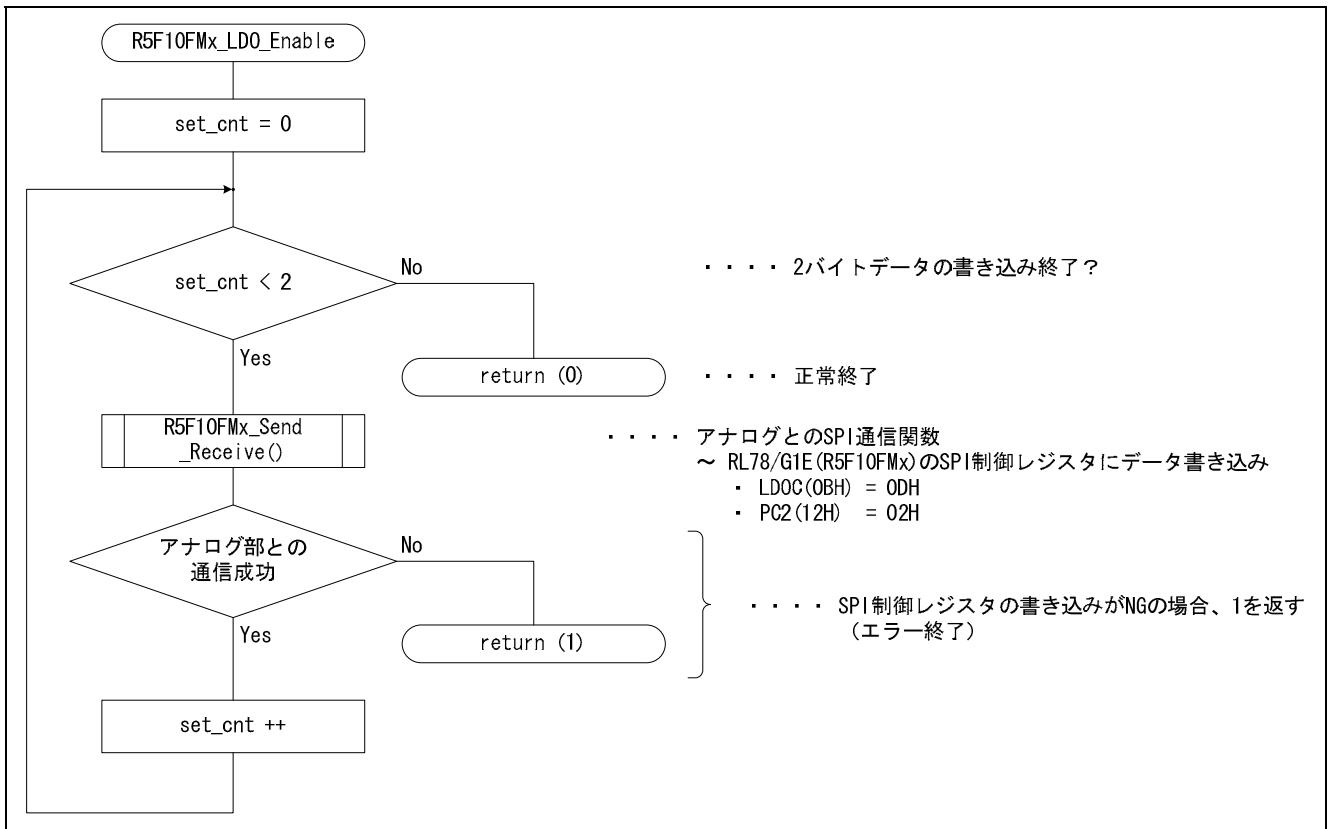 R5F10FMx_LDO_Enable
set_cnt = 0
set_cnt < 2
No
・・・・ 2バイトデータの書き込み終了？
Yes
return (0)
・・・・ 正常終了
R5F10FMx_Send
_Receive()
・・・・ アナログとのSPI通信関数
～ RL78/G1E(R5F10FMx)のSPI制御レジスタにデータ書き込み
・ LDOC(0BH) = 0DH
・ PC2(12H) = 02H
アナログ部との
通信成功
No
・・・・ SPI制御レジスタの書き込みがNGの場合、1を返す
（エラー終了）
Yes
return (1)
set_cnt ++